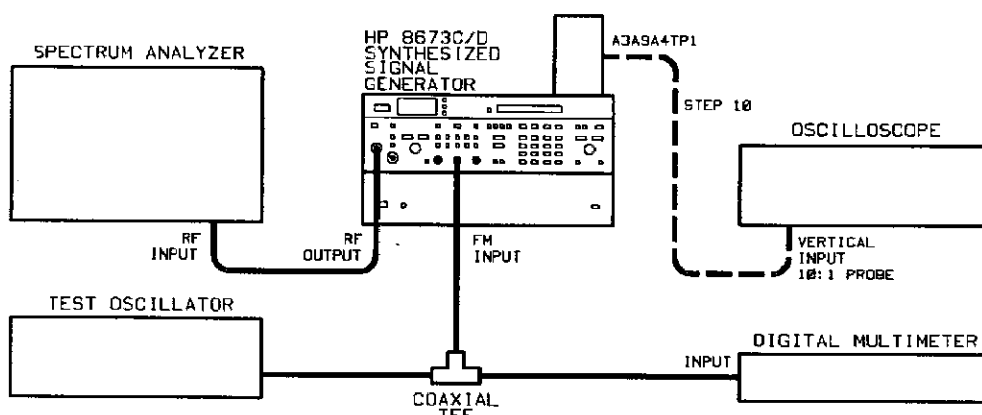 SPECTRUM ANALYZER
HP 8673C/D
SYNTHESIZED
SIGNAL
GENERATOR
A3A9A4TP1
STEP 10
OSCILLOSCOPE
RF
INPUT
RF
OUTPUT
FM
INPUT
VERTICAL
INPUT
10:1 PROBE
TEST OSCILLATOR
DIGITAL MULTIMETER
INPUT
COAXIAL
TEE